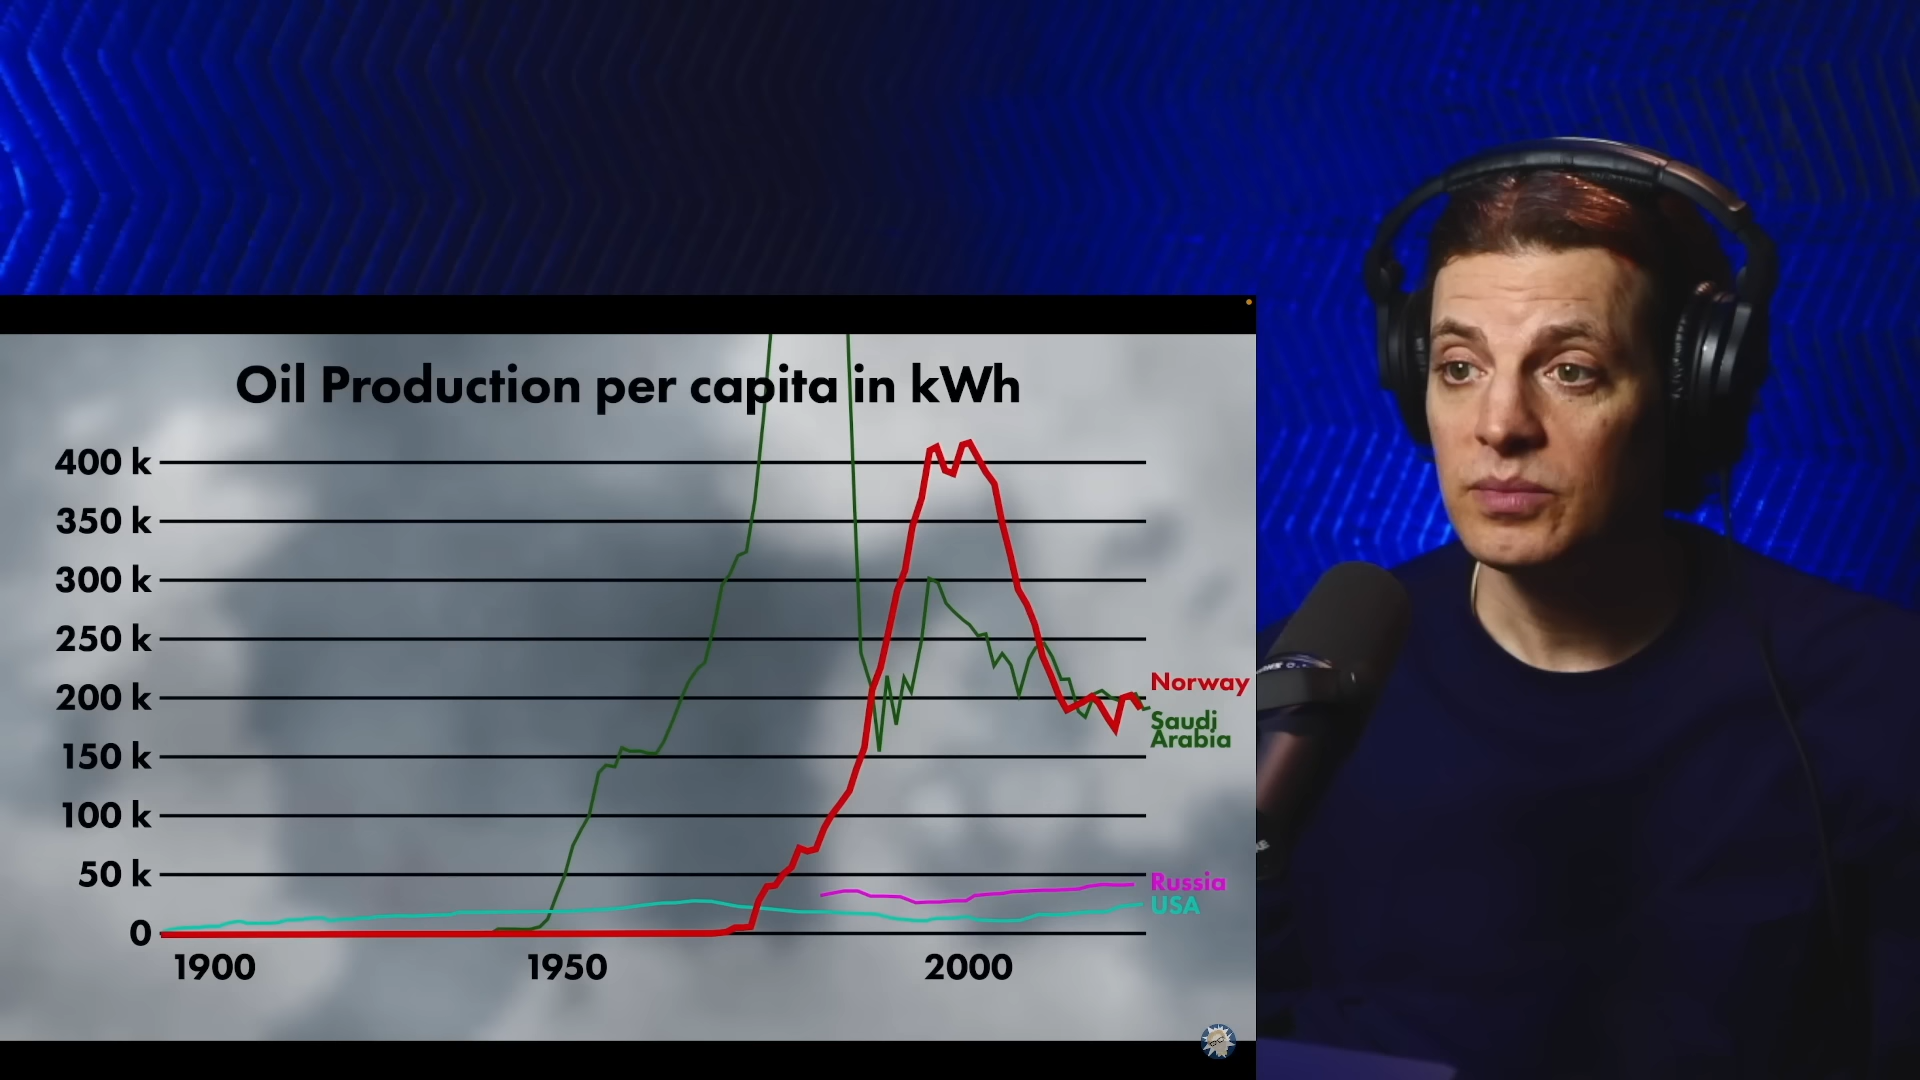 Oil Production per capita in kWh
400 k
350 k
300 k
250 k
200 k
150 k
100 k
50 k
0
1900
1950
2000
Norway
Saudi
Arabia
Russia
USA